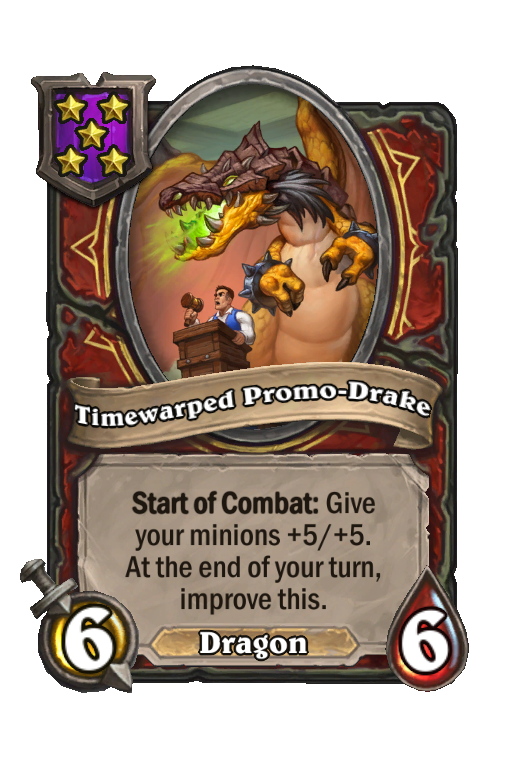 Timewarped Promo-Drake
Start of Combat: Give
your minions +5/+5.
At the end of your turn,
improve this.
6
Dragon
6